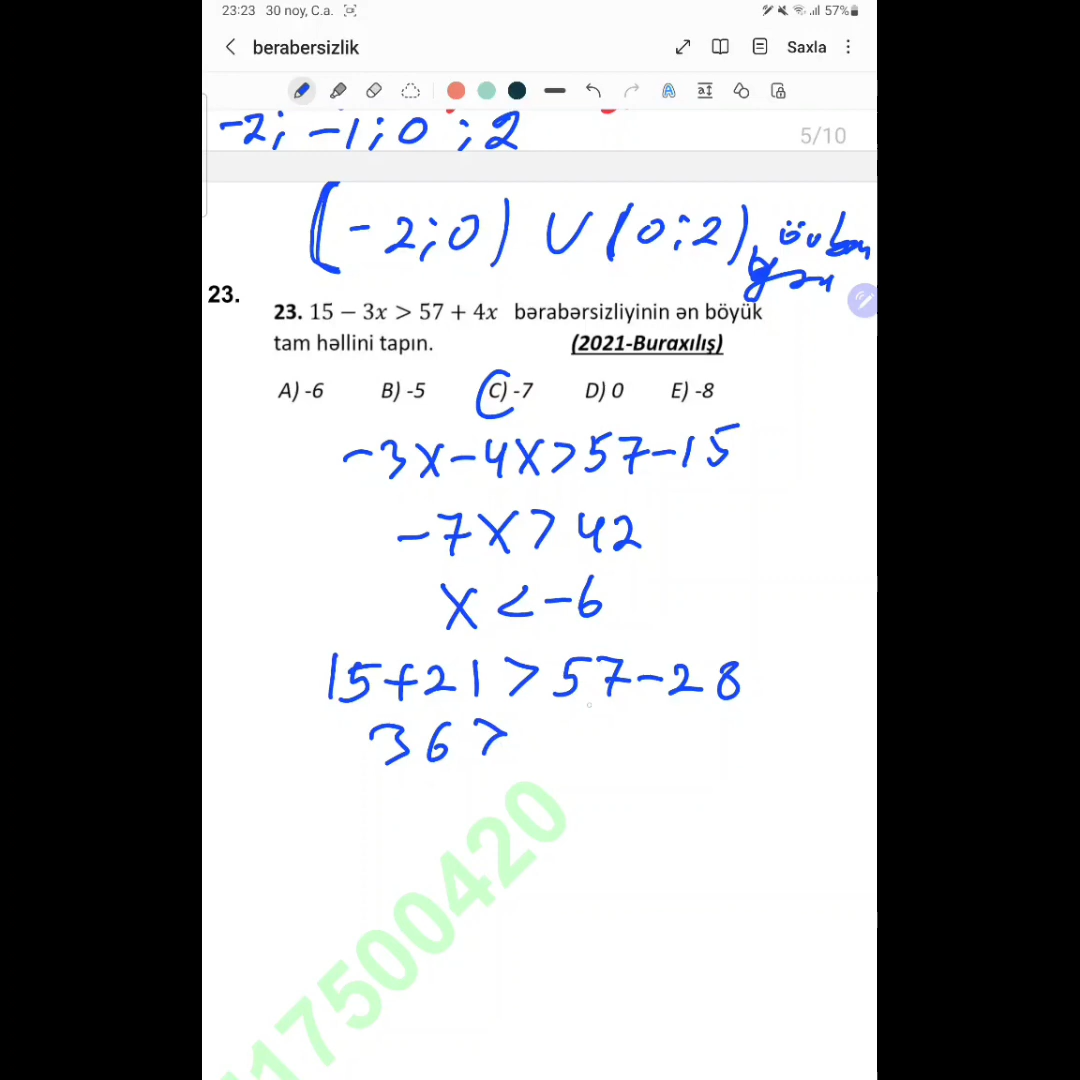 23:23 30 noy, C.a. 57%
berabersizlik Saxla
-2; -1; 0 ; 2
5/10
(-2;0) ∪ (0;2)
23.
23. 15 − 3x > 57 + 4x bərabərsizliyinin ən böyük
tam həllini tapın. (2021-Buraxılış)
A) -6 B) -5 C) -7 D) 0 E) -8
-3x-4x>57-15
-7x>42
x<-6
15+21>57-28
36>
17500420